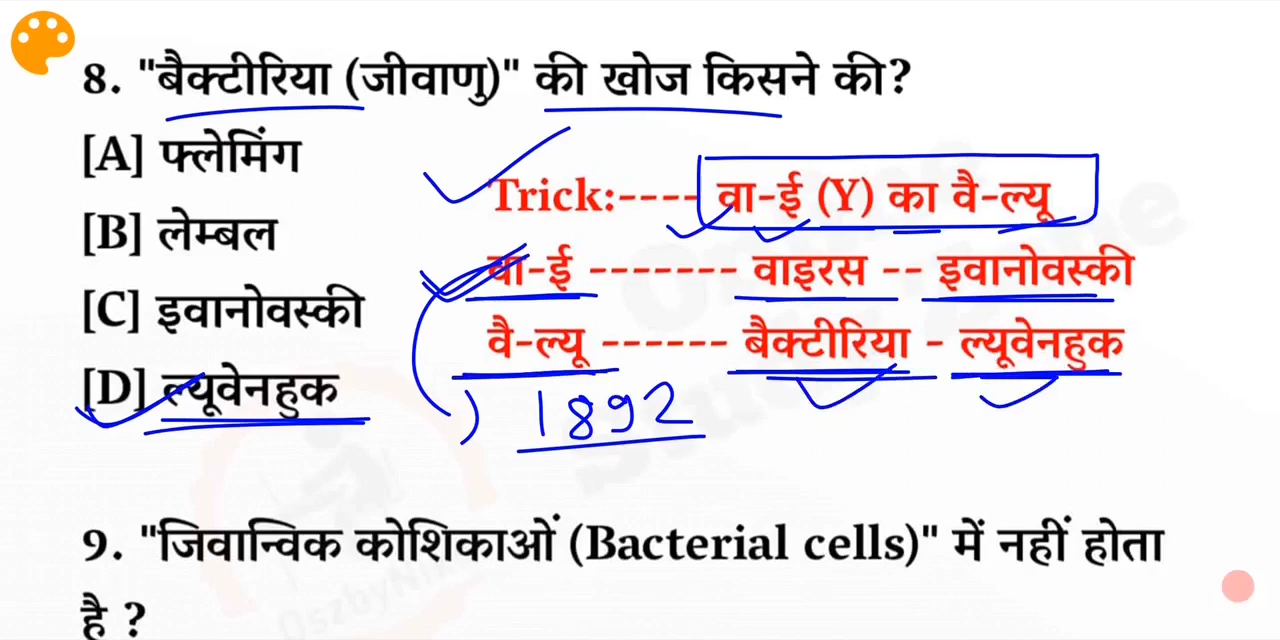 8. "बैक्टीरिया (जीवाणु)" की खोज किसने की?
[A] फ्लेमिंग
Trick:---- वा-ई (Y) का वै-ल्यू
[B] लेम्बल
वा-ई ------- वाइरस -- इवानोवस्की
[C] इवानोवस्की
वै-ल्यू ------ बैक्टीरिया - ल्यूवेनहुक
[D] ल्यूवेनहुक
) 1892
9. "जिवान्विक कोशिकाओं (Bacterial cells)" में नहीं होता
है ?